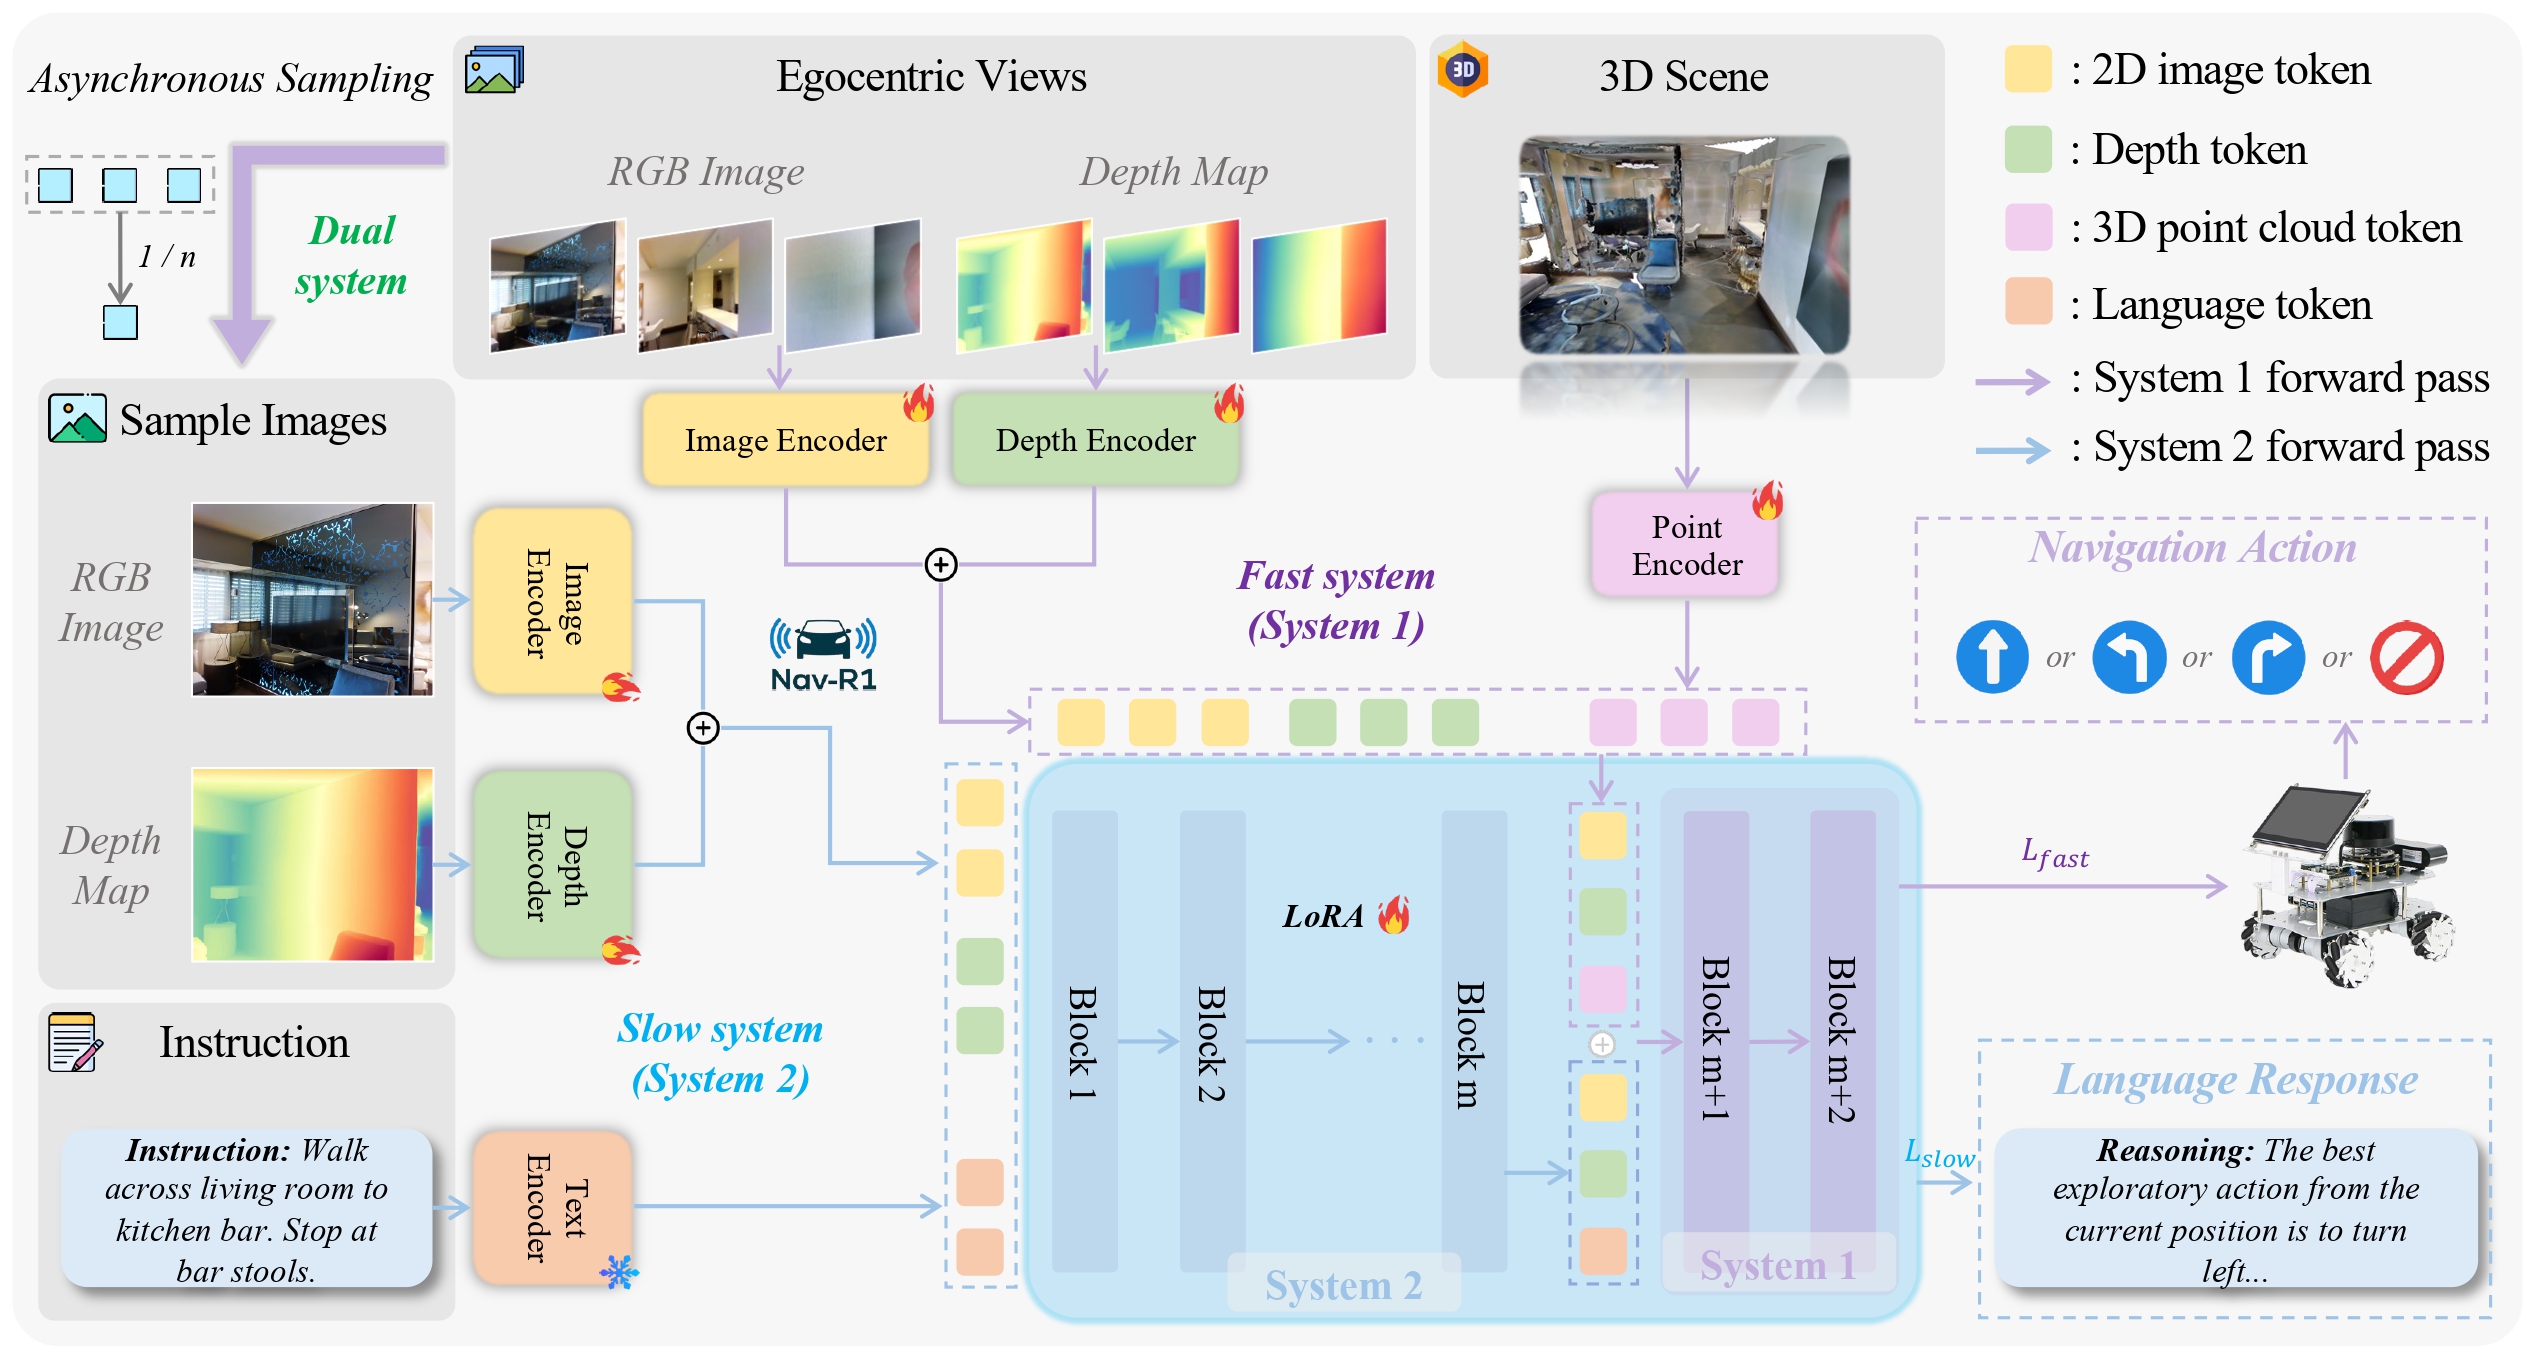 Asynchronous Sampling
1 / n
Dual
system
Egocentric Views
RGB Image
Depth Map
3D
3D Scene
: 2D image token
: Depth token
: 3D point cloud token
: Language token
: System 1 forward pass
: System 2 forward pass
Sample Images
RGB
Image
Depth
Map
Image Encoder
Depth Encoder
Point
Encoder
Image
Encoder
Depth
Encoder
Nav-R1
Fast system
(System 1)
Navigation Action
or
or
or
Slow system
(System 2)
Instruction
Instruction: Walk
across living room to
kitchen bar. Stop at
bar stools.
Text
Encoder
LoRA
Block 1
Block 2
. . .
Block m
Block m+1
Block m+2
System 2
System 1
L_fast
L_slow
Language Response
Reasoning: The best
exploratory action from the
current position is to turn
left...